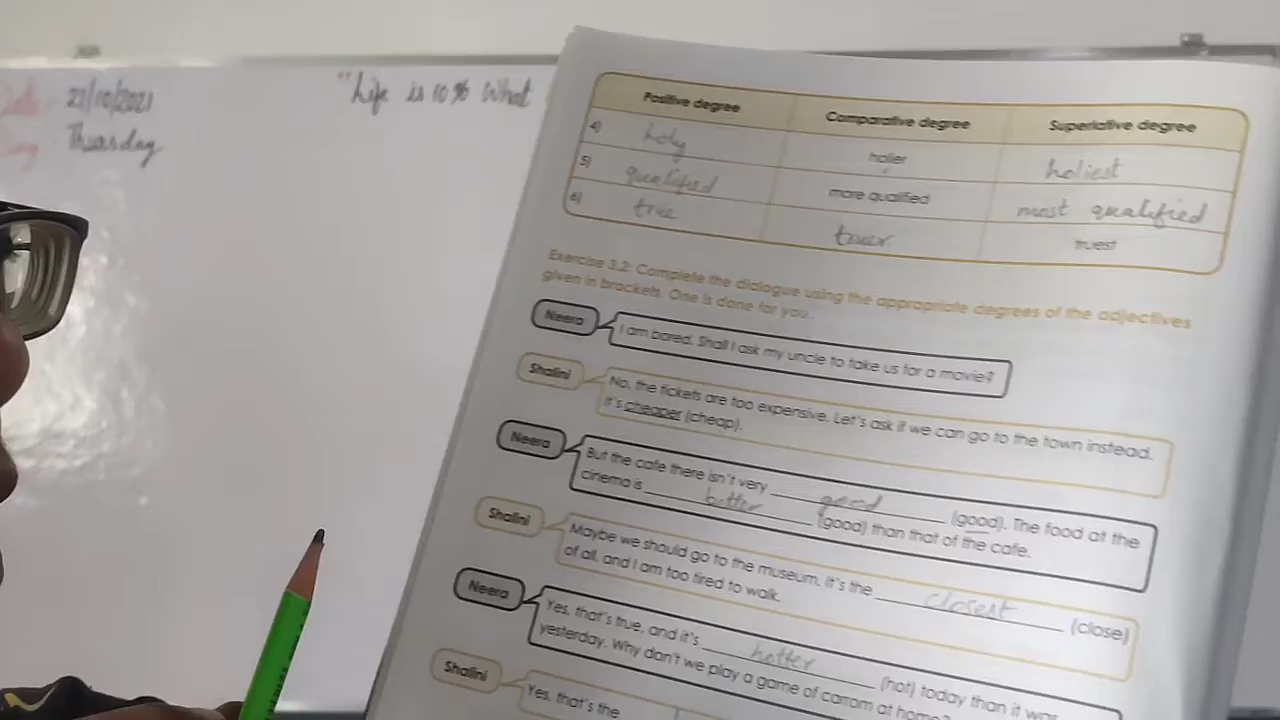 Date 21/10/2021
Day Thursday
"Life is 10% What
Positive degree Comparative degree Superlative degree
4) holy holier holiest
5) qualified more qualified most qualified
6) true truer truest
Exercise 3.2: Complete the dialogue using the appropriate degrees of the adjectives
given in brackets. One is done for you.
Neera I am bored. Shall I ask my uncle to take us for a movie?
Shalini No, the tickets are too expensive. Let's ask if we can go to the town instead.
It's cheaper (cheap).
Neera But the cafe there isn't very good (good). The food at the
cinema is better (good) than that of the cafe.
Shalini Maybe we should go to the museum. It's the closest (close)
of all, and I am too tired to walk.
Neera Yes, that's true, and it's hotter (hot) today than it was
yesterday. Why don't we play a game of carrom at home?
Shalini Yes, that's the